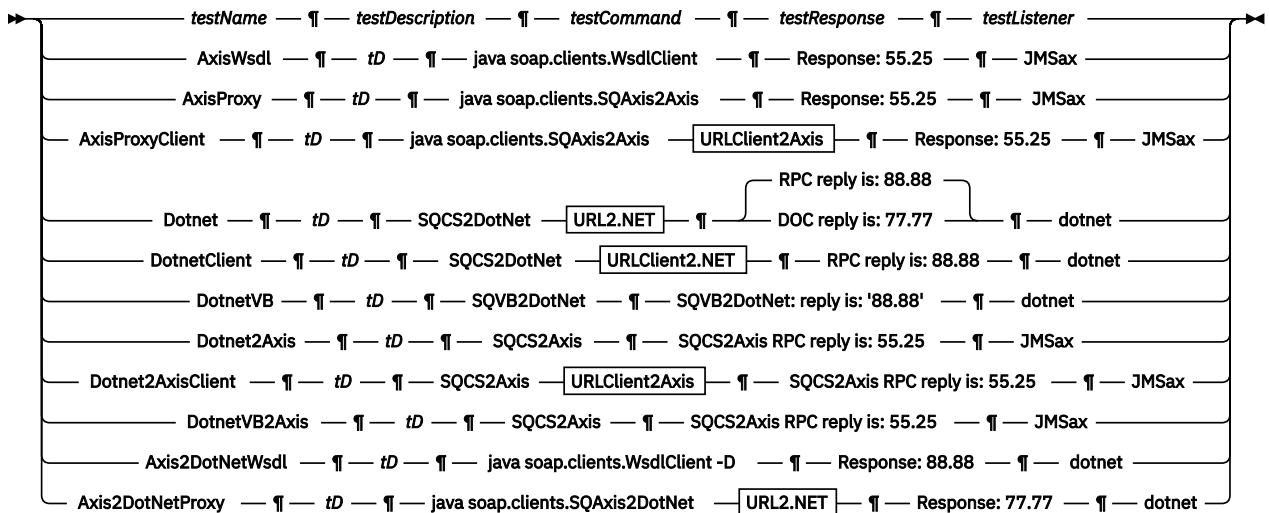 testName ¶ testDescription ¶ testCommand ¶ testResponse ¶ testListener
AxisWsdl ¶ tD ¶ java soap.clients.WsdlClient ¶ Response: 55.25 ¶ JMSax
AxisProxy ¶ tD ¶ java soap.clients.SQAxis2Axis ¶ Response: 55.25 ¶ JMSax
AxisProxyClient ¶ tD ¶ java soap.clients.SQAxis2Axis URLClient2Axis ¶ Response: 55.25 ¶ JMSax
RPC reply is: 88.88
Dotnet ¶ tD ¶ SQCS2DotNet URL2.NET ¶ DOC reply is: 77.77 ¶ dotnet
DotnetClient ¶ tD ¶ SQCS2DotNet URLClient2.NET ¶ RPC reply is: 88.88 ¶ dotnet
DotnetVB ¶ tD ¶ SQVB2DotNet ¶ SQVB2DotNet: reply is: '88.88' ¶ dotnet
Dotnet2Axis ¶ tD ¶ SQCS2Axis ¶ SQCS2Axis RPC reply is: 55.25 ¶ JMSax
Dotnet2AxisClient ¶ tD ¶ SQCS2Axis URLClient2Axis ¶ SQCS2Axis RPC reply is: 55.25 ¶ JMSax
DotnetVB2Axis ¶ tD ¶ SQCS2Axis ¶ SQCS2Axis RPC reply is: 55.25 ¶ JMSax
Axis2DotNetWsdl ¶ tD ¶ java soap.clients.WsdlClient -D ¶ Response: 88.88 ¶ dotnet
Axis2DotNetProxy ¶ tD ¶ java soap.clients.SQAxis2DotNet URL2.NET ¶ Response: 77.77 ¶ dotnet